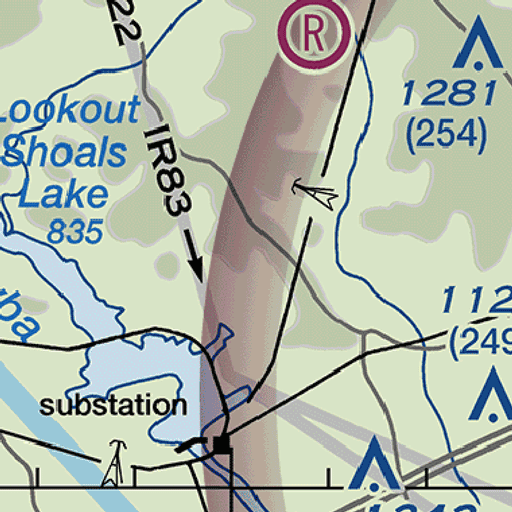 22
R
1281
(254)
Lookout
Shoals
Lake
835
IR83
112
(249
ba
substation